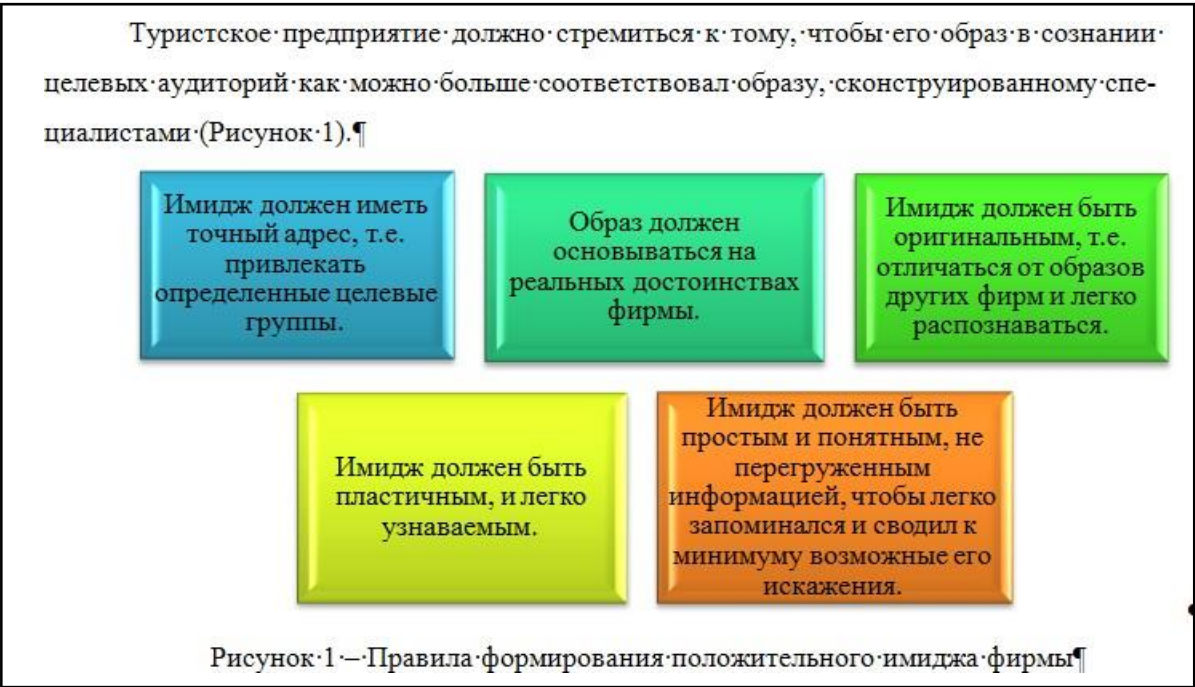 Туристское·предприятие·должно·стремиться·к·тому,·чтобы·его·образ·в·сознании·
целевых·аудиторий·как·можно·больше·соответствовал·образу,·сконструированному·спе-
циалистами·(Рисунок·1).¶
Имидж должен иметь
точный адрес, т.е.
привлекать
определенные целевые
группы.
Образ должен
основываться на
реальных достоинствах
фирмы.
Имидж должен быть
оригинальным, т.е.
отличаться от образов
других фирм и легко
распознаваться.
Имидж должен быть
пластичным, и легко
узнаваемым.
Имидж должен быть
простым и понятным, не
перегруженным
информацией, чтобы легко
запоминался и сводил к
минимуму возможные его
искажения.
Рисунок·1·–·Правила·формирования·положительного·имиджа·фирмы¶